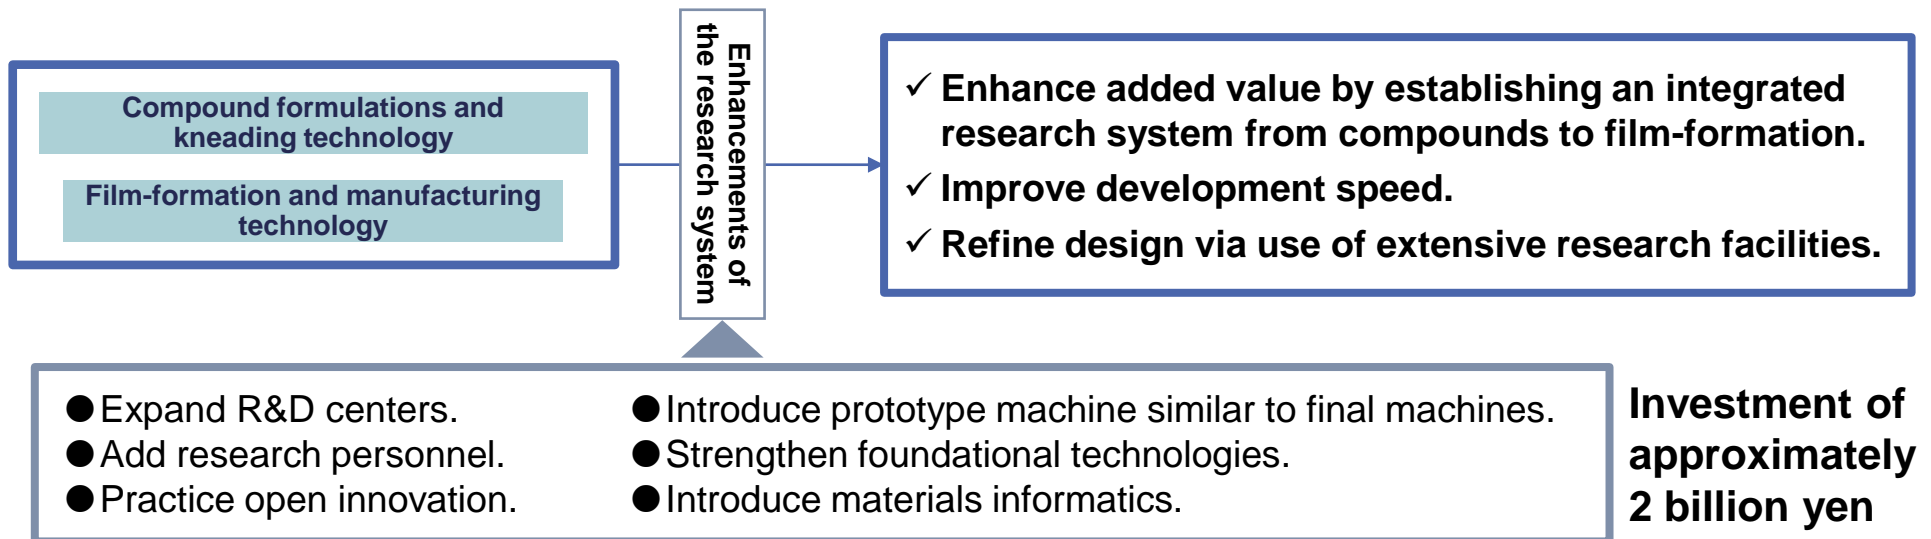 Compound formulations and
kneading technology
Film-formation and manufacturing
technology
Enhancements of
the research system
✓ Enhance added value by establishing an integrated
research system from compounds to film-formation.
✓ Improve development speed.
✓ Refine design via use of extensive research facilities.
●Expand R&D centers.
●Add research personnel.
●Practice open innovation.
●Introduce prototype machine similar to final machines.
●Strengthen foundational technologies.
●Introduce materials informatics.
Investment of
approximately
2 billion yen